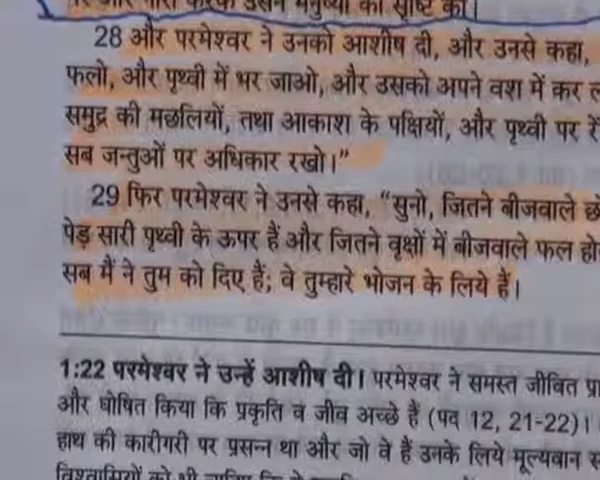 करके उसने मनुष्यों की सृष्टि की।
28 और परमेश्वर ने उनको आशीष दी, और उनसे कहा,
फलो, और पृथ्वी में भर जाओ, और उसको अपने वश में कर
समुद्र की मछलियों, तथा आकाश के पक्षियों, और पृथ्वी पर
सब जन्तुओं पर अधिकार रखो।”
29 फिर परमेश्वर ने उनसे कहा, “सुनो, जितने बीजवाले
पेड़ सारी पृथ्वी के ऊपर हैं और जितने वृक्षों में बीजवाले फल
सब मैं ने तुम को दिए हैं; वे तुम्हारे भोजन के लिये हैं।
1:22 परमेश्वर ने उन्हें आशीष दी। परमेश्वर ने समस्त जीवित
और घोषित किया कि प्रकृति व जीव अच्छे हैं (पद 12, 21-22)।
हाथ की कारीगरी पर प्रसन्न था और जो वे हैं उनके लिये मूल्यवान
विश्वासियों को भी